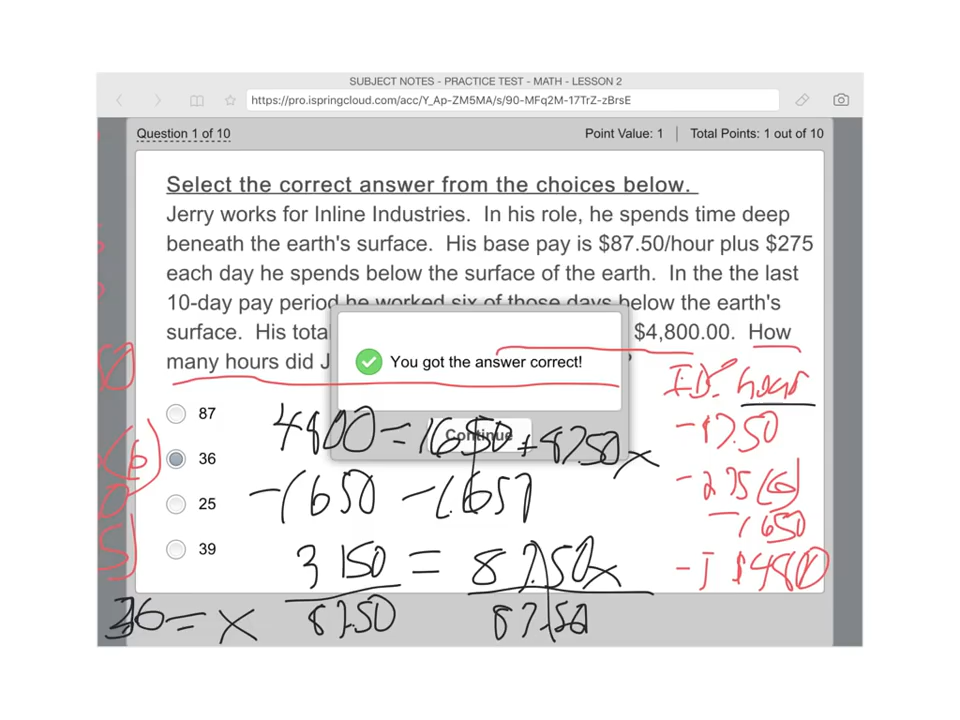 SUBJECT NOTES - PRACTICE TEST - MATH - LESSON 2
https://pro.ispringcloud.com/acc/Y_Ap-ZM5MA/s/90-MFq2M-17TrZ-zBrsE
Question 1 of 10
Point Value: 1 | Total Points: 1 out of 10
Select the correct answer from the choices below.
Jerry works for Inline Industries. In his role, he spends time deep
beneath the earth's surface. His base pay is $87.50/hour plus $275
each day he spends below the surface of the earth. In the the last
10-day pay period he worked six of those days below the earth's
surface. His total $4,800.00. How
many hours did J
You got the answer correct!
Continue
87
36
25
39
4800 = 1650 + 87.50x
-1650 -1650
3150 = 87.50x
87.50 87.50
36 = x
I.D. hour
-87.50
-275(6)
-1650
$4800
(6)